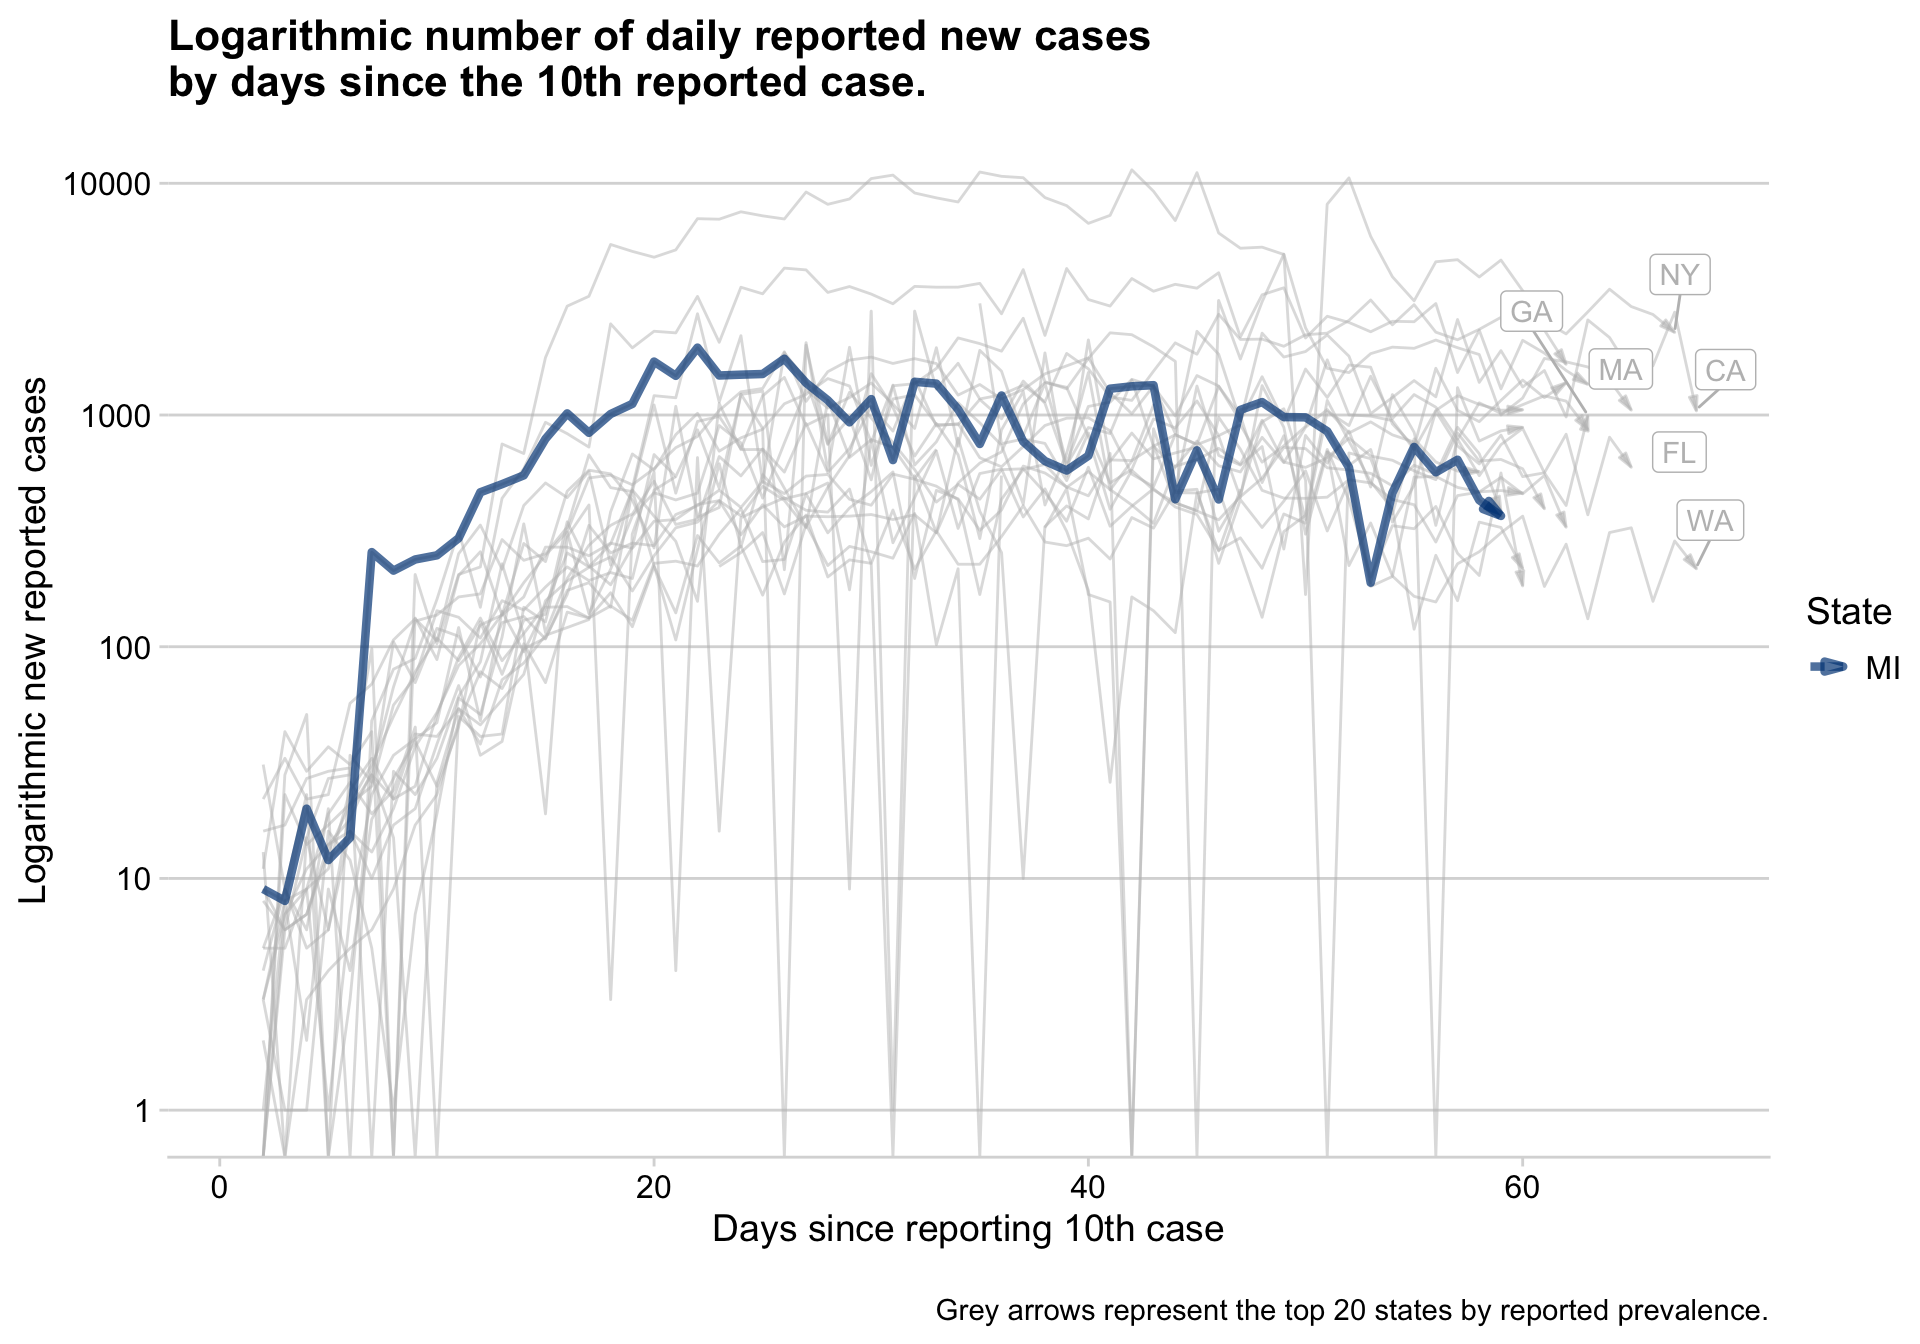 Logarithmic number of daily reported new cases
by days since the 10th reported case.
Logarithmic new reported cases
10000
1000
100
10
1
NY
GA
MA
CA
FL
WA
State
MI
0
20
40
60
Days since reporting 10th case
Grey arrows represent the top 20 states by reported prevalence.